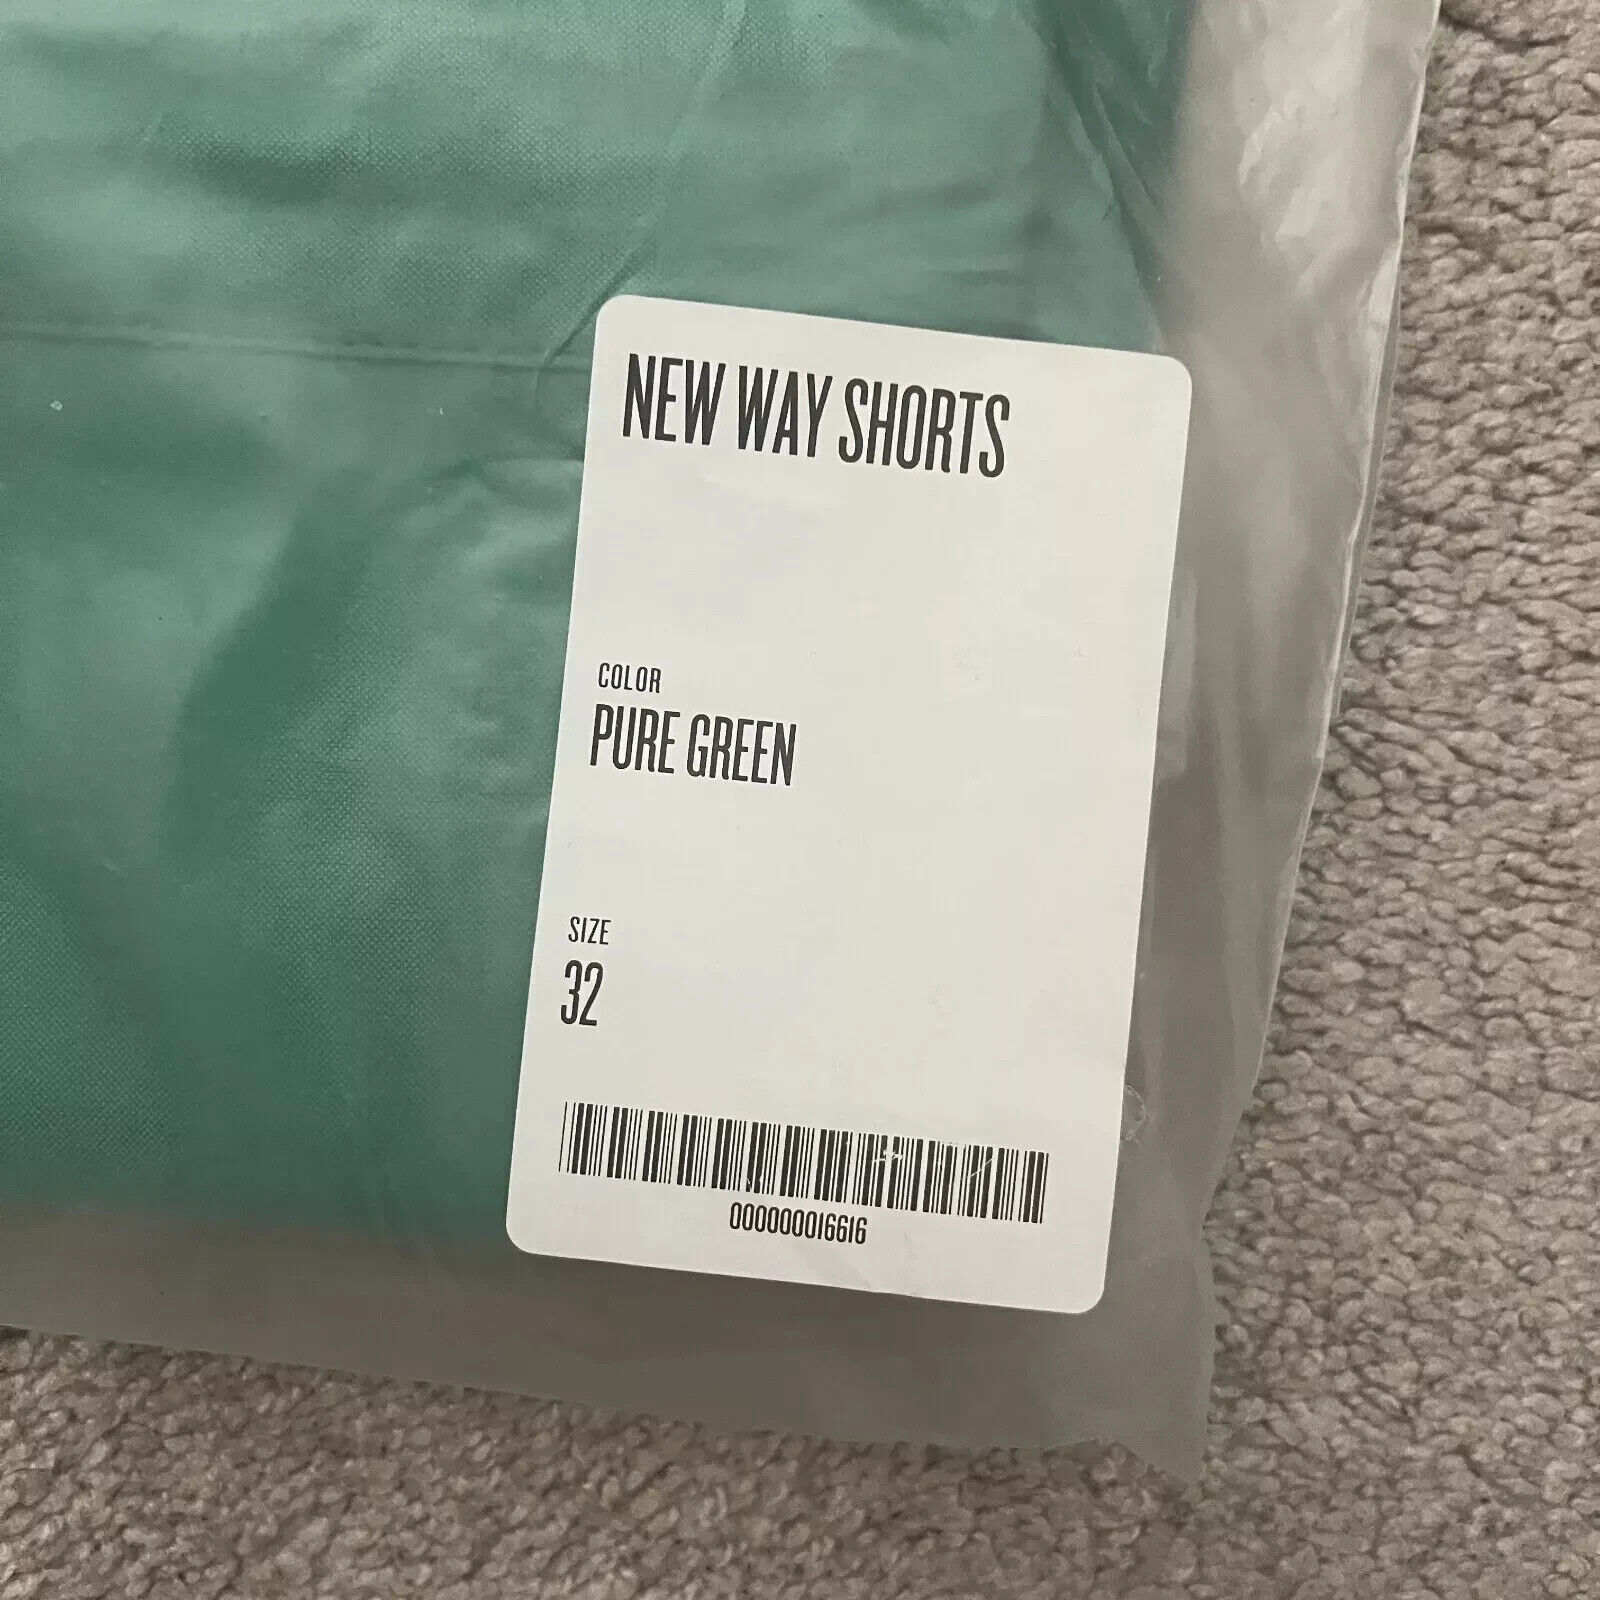 NEW WAY SHORTS
COLOR
PURE GREEN
SIZE
32
000000016616